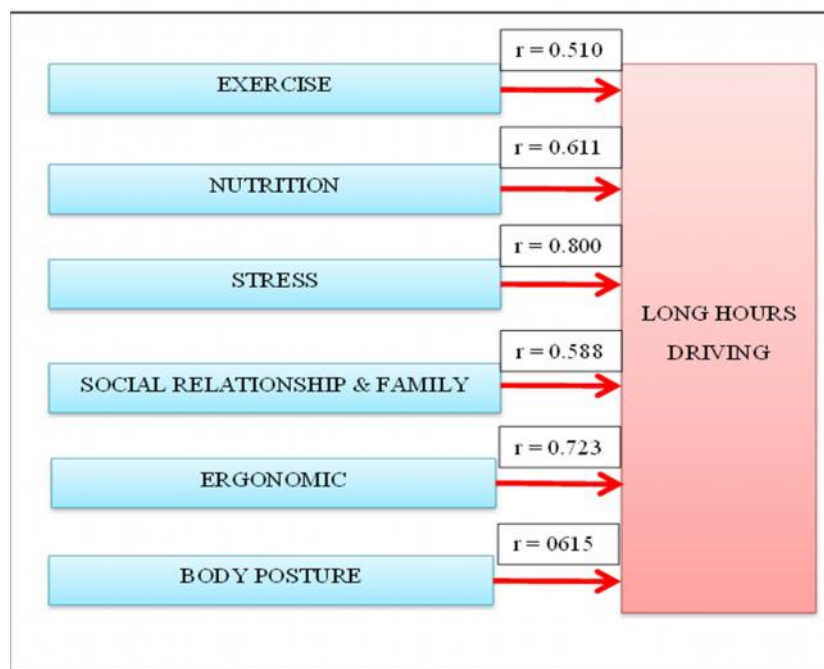 r = 0.510
EXERCISE
r = 0.611
NUTRITION
r = 0.800
STRESS
r = 0.588
SOCIAL RELATIONSHIP & FAMILY
r = 0.723
ERGONOMIC
r = 0615
BODY POSTURE
LONG HOURS
DRIVING